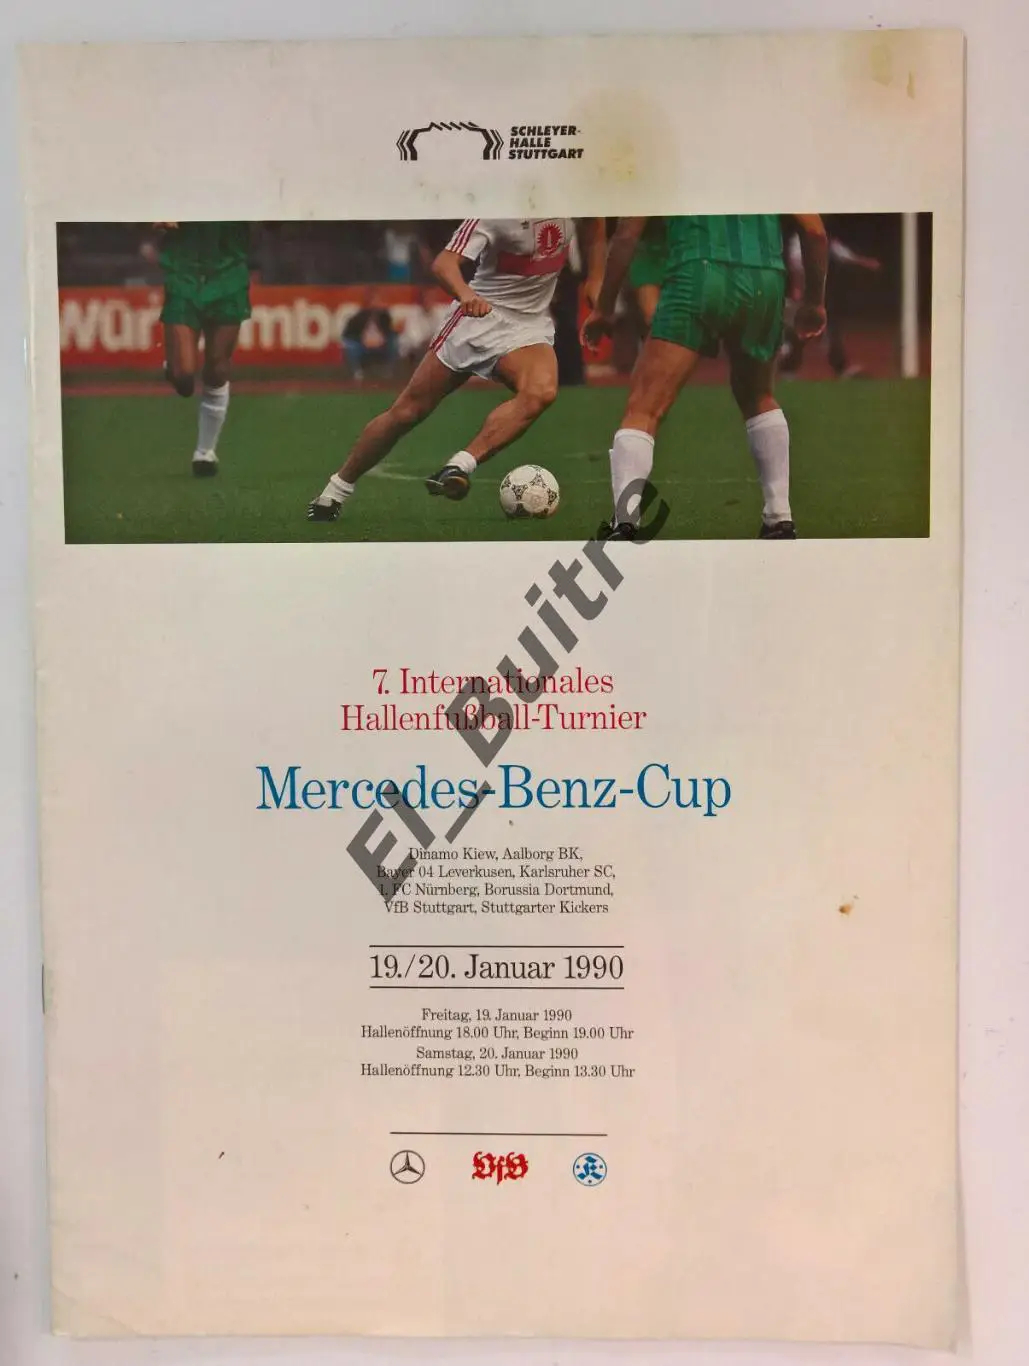 SCHLEYER-
HALLE
STUTTGART
Württemberg
7. Internationales
Hallenfußball-Turnier
Mercedes-Benz-Cup
Dinamo Kiew, Aalborg BK,
Bayer 04 Leverkusen, Karlsruher SC,
1. FC Nürnberg, Borussia Dortmund,
VfB Stuttgart, Stuttgarter Kickers
19./20. Januar 1990
Freitag, 19. Januar 1990
Hallenöffnung 18.00 Uhr, Beginn 19.00 Uhr
Samstag, 20. Januar 1990
Hallenöffnung 12.30 Uhr, Beginn 13.30 Uhr
VfB
K
El_Buitre